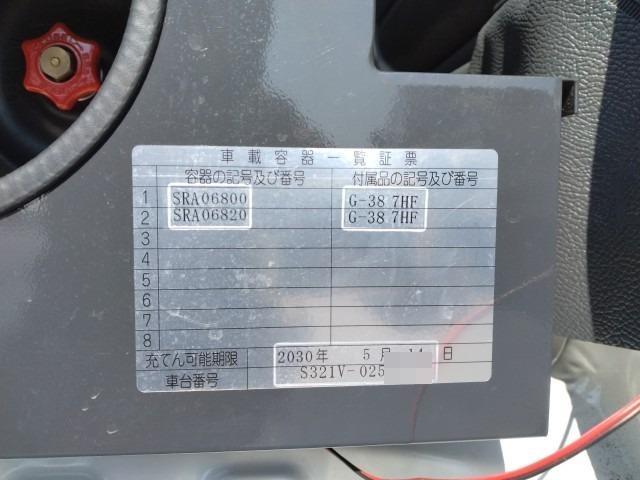 車載容器一覧証票
容器の記号及び番号 付属品の記号及び番号
1 SRA06800 G-38 7HF
2 SRA06820 G-38 7HF
3
4
5
6
7
8
充てん可能期限 2030年 5月 14日
車台番号 S321V-025